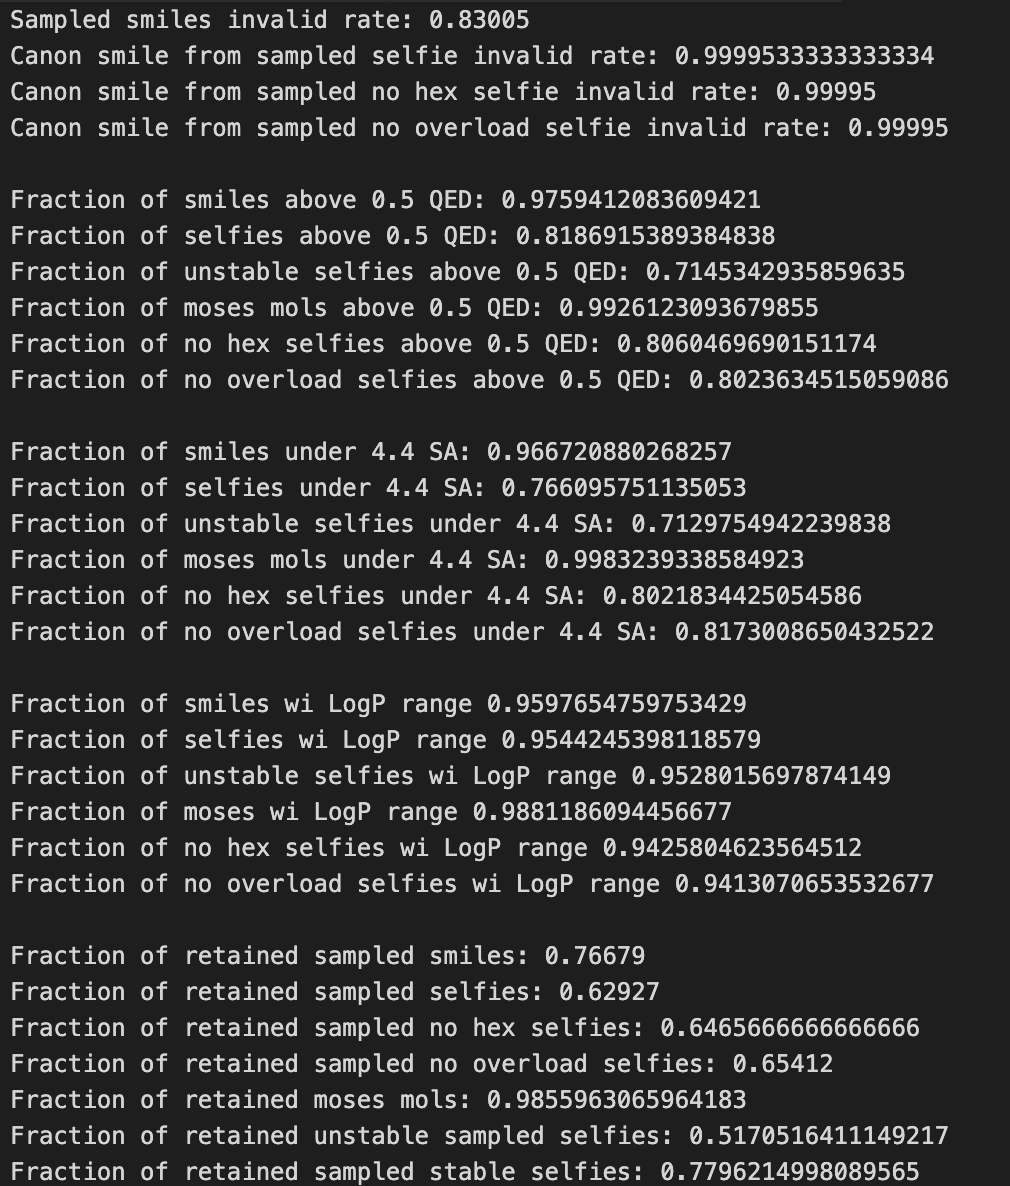 Sampled smiles invalid rate: 0.83005
Canon smile from sampled selfie invalid rate: 0.9999533333333334
Canon smile from sampled no hex selfie invalid rate: 0.99995
Canon smile from sampled no overload selfie invalid rate: 0.99995
Fraction of smiles above 0.5 QED: 0.9759412083609421
Fraction of selfies above 0.5 QED: 0.8186915389384838
Fraction of unstable selfies above 0.5 QED: 0.7145342935859635
Fraction of moses mols above 0.5 QED: 0.9926123093679855
Fraction of no hex selfies above 0.5 QED: 0.8060469690151174
Fraction of no overload selfies above 0.5 QED: 0.8023634515059086
Fraction of smiles under 4.4 SA: 0.966720880268257
Fraction of selfies under 4.4 SA: 0.766095751135053
Fraction of unstable selfies under 4.4 SA: 0.7129754942239838
Fraction of moses mols under 4.4 SA: 0.9983239338584923
Fraction of no hex selfies under 4.4 SA: 0.8021834425054586
Fraction of no overload selfies under 4.4 SA: 0.8173008650432522
Fraction of smiles wi LogP range 0.9597654759753429
Fraction of selfies wi LogP range 0.9544245398118579
Fraction of unstable selfies wi LogP range 0.9528015697874149
Fraction of moses wi LogP range 0.9881186094456677
Fraction of no hex selfies wi LogP range 0.9425804623564512
Fraction of no overload selfies wi LogP range 0.9413070653532677
Fraction of retained sampled smiles: 0.76679
Fraction of retained sampled selfies: 0.62927
Fraction of retained sampled no hex selfies: 0.6465666666666666
Fraction of retained sampled no overload selfies: 0.65412
Fraction of retained moses mols: 0.9855963065964183
Fraction of retained unstable sampled selfies: 0.5170516411149217
Fraction of retained sampled stable selfies: 0.7796214998089565